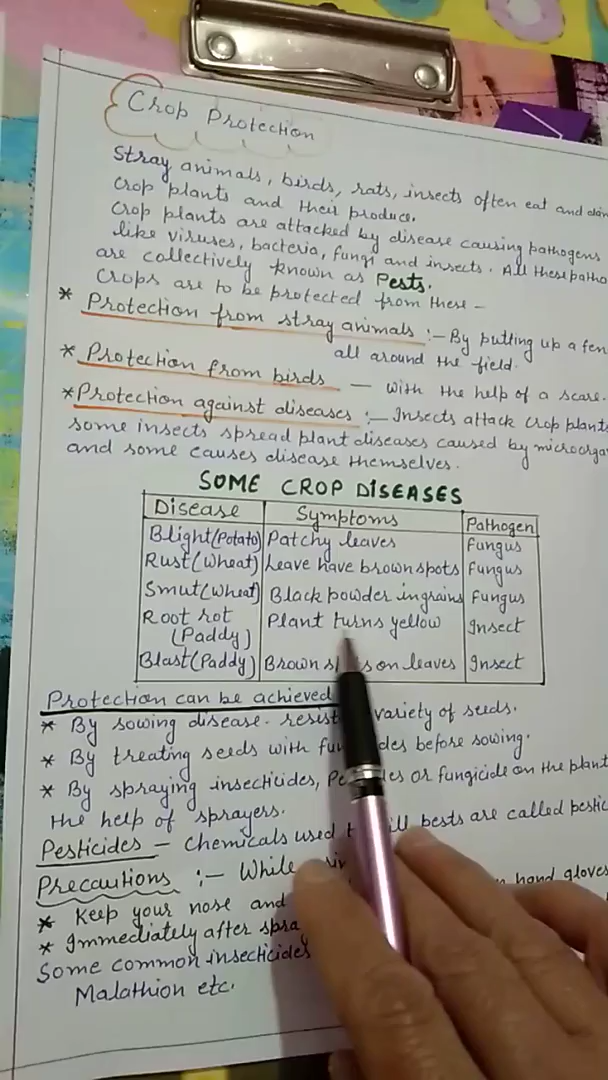 Crop Protection
Stray animals, birds, rats, insects often eat and
Crop plants and their produce.
Crop plants are attacked by disease causing pathogens
like viruses, bacteria, fungi and insects. All these
are collectively known as Pests.
Crops are to be protected from these -
* Protection from stray animals :- By putting up a
all around the field.
* Protection from birds - With the help of a scare.
* Protection against diseases :- Insects attack crop
some insects spread plant diseases caused by
and some causes disease themselves.
SOME CROP DISEASES
Disease Symptoms Pathogen
Blight(Potato) Patchy leaves Fungus
Rust(Wheat) Leave have brown spots Fungus
Smut(Wheat) Black powder in grains Fungus
Root rot Plant turns yellow Insect
(Paddy)
Blast(Paddy) Brown on leaves Insect
Protection can be achieved
* By sowing disease-resist variety of seeds.
* By treating seeds with before sowing.
* By spraying insecticides, or fungicide on the plant
the help of sprayers.
Pesticides - Chemicals used pests are called
Precautions :- While hand gloves
* Keep your nose and
* Immediately after
Some common insecticides
Malathion etc.